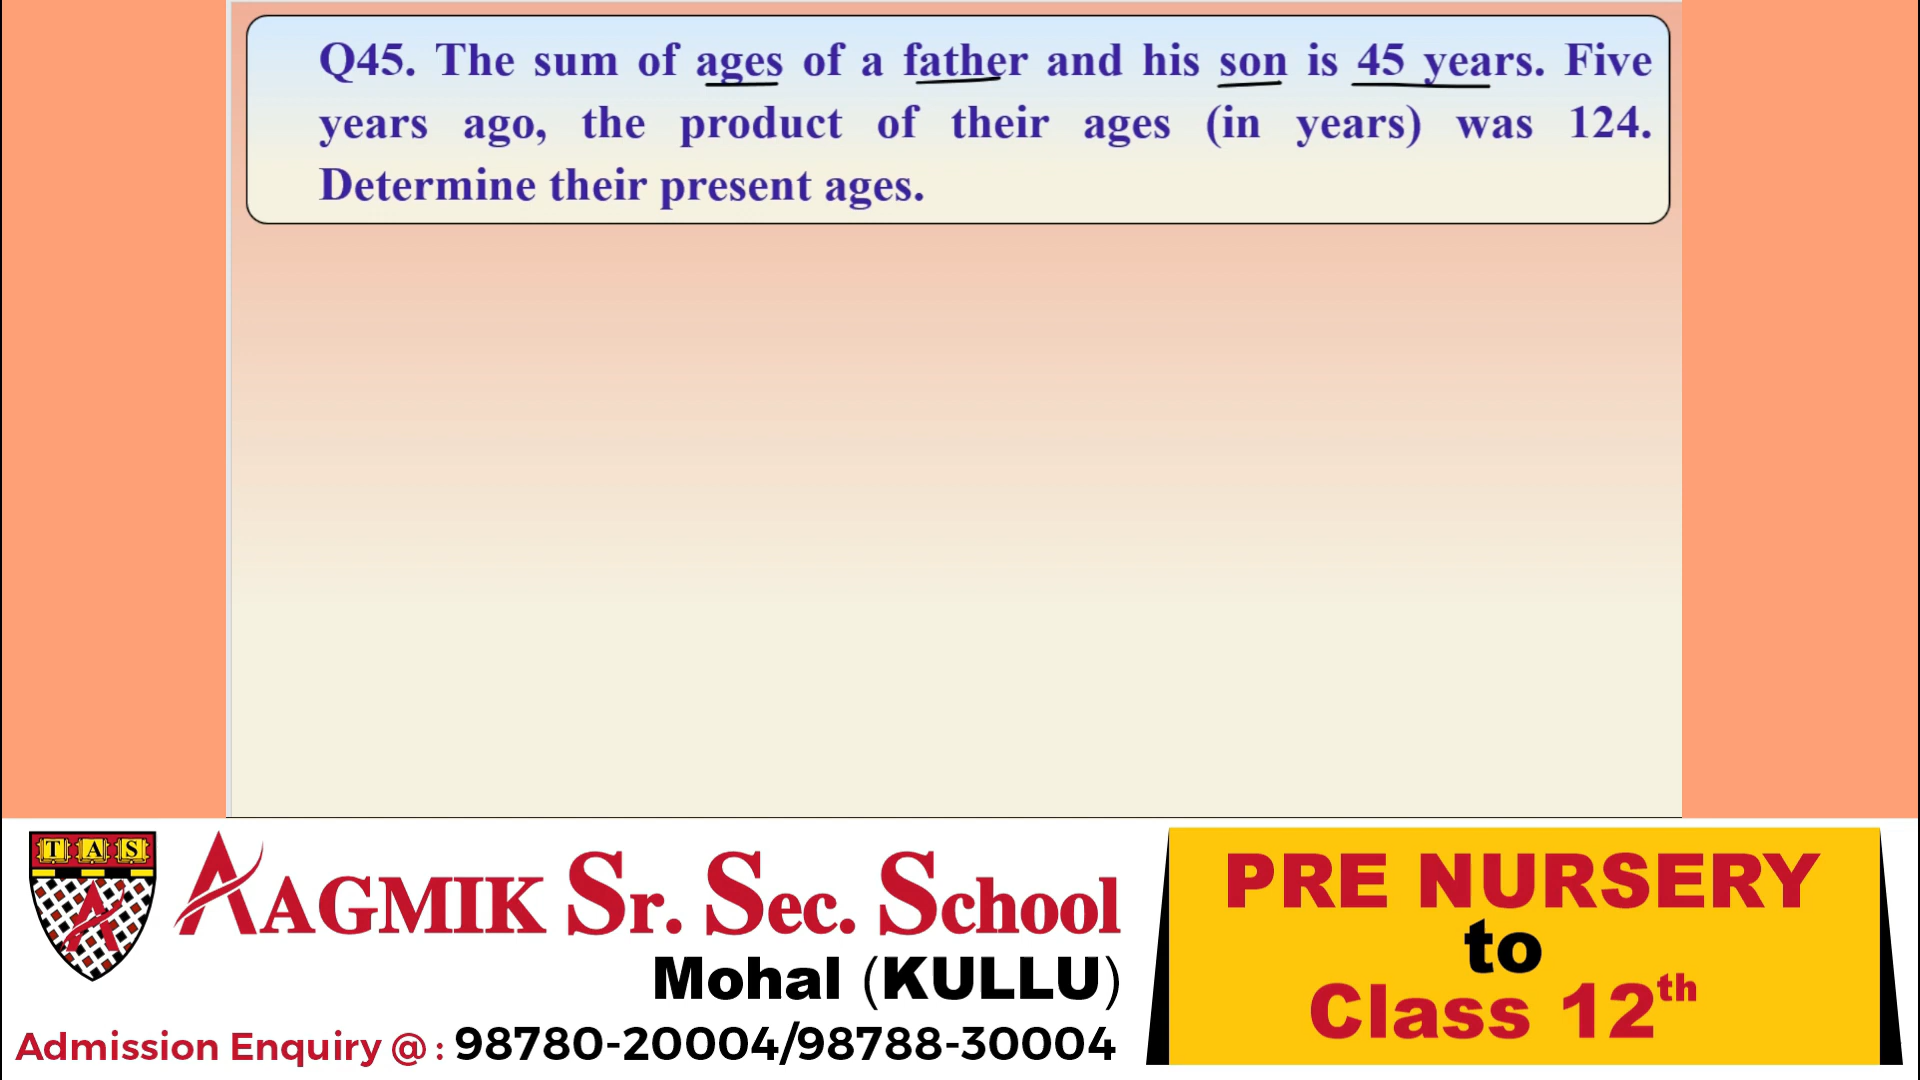 Q45. The sum of ages of a father and his son is 45 years. Five
years ago, the product of their ages (in years) was 124.
Determine their present ages.
T A S
AAGMIK Sr. Sec. School
Mohal (KULLU)
Admission Enquiry @ : 98780-20004/98788-30004
PRE NURSERY
to
Class 12th